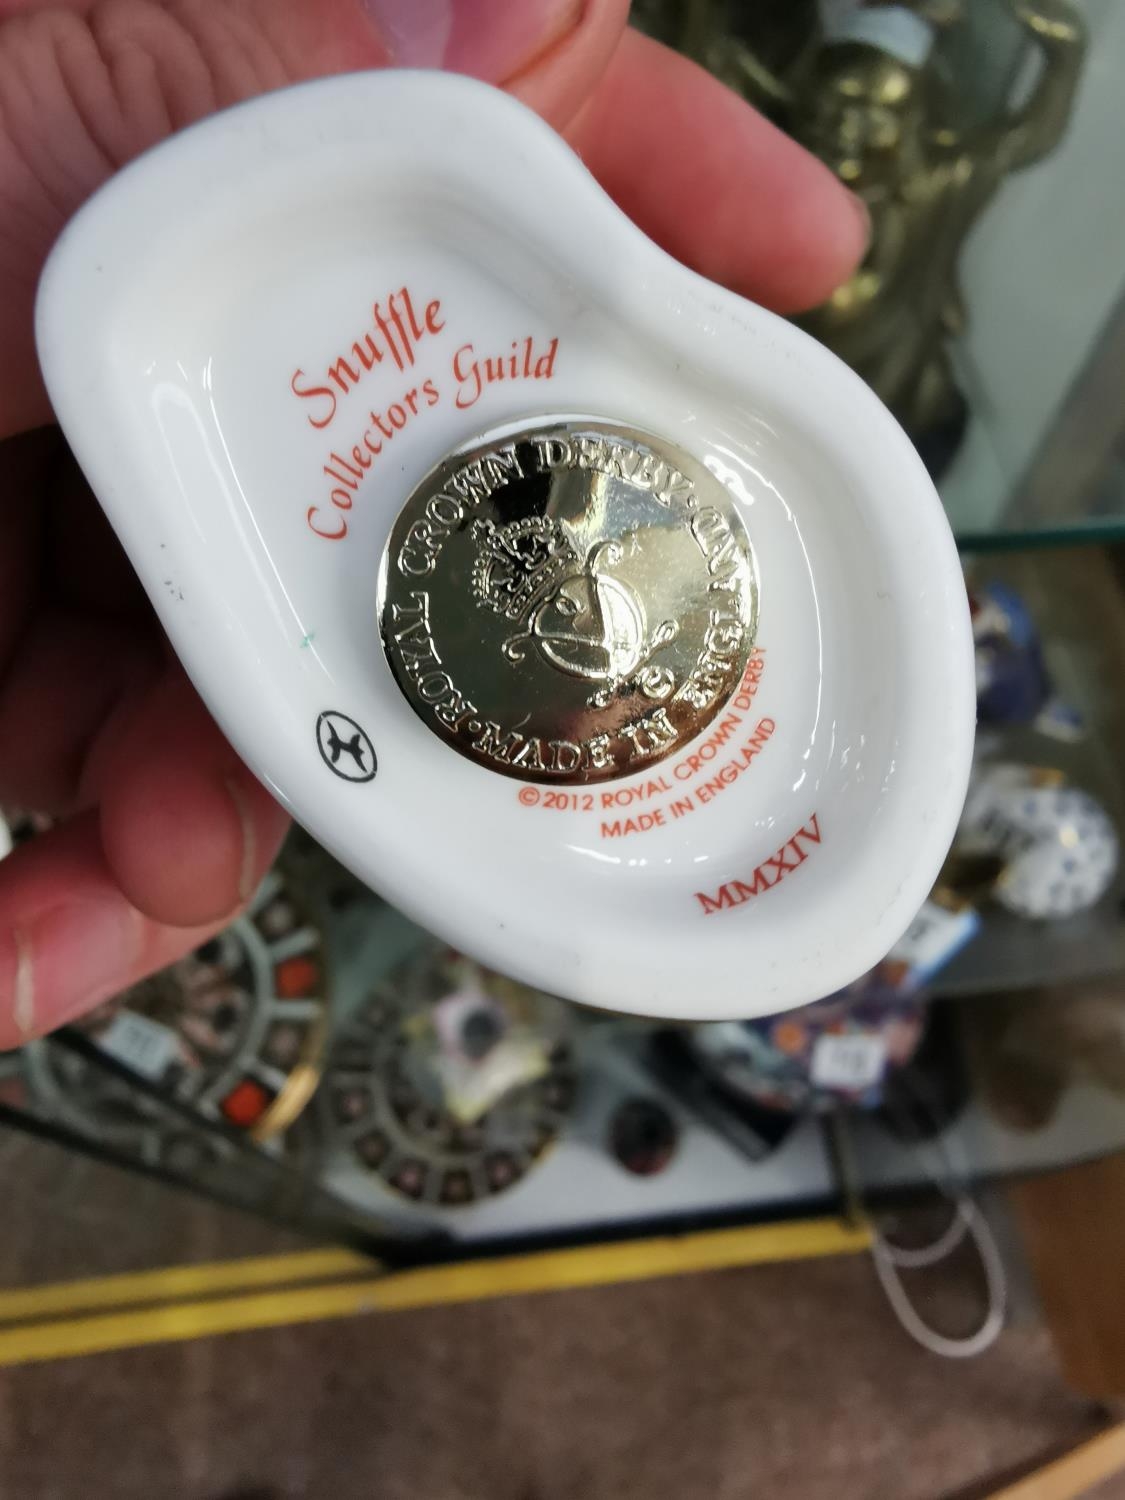 Snuffle
Collectors Guild
ROYAL CROWN DERBY · MADE IN ENGLAND ·
©2012 ROYAL CROWN DERBY
MADE IN ENGLAND
MMXIV